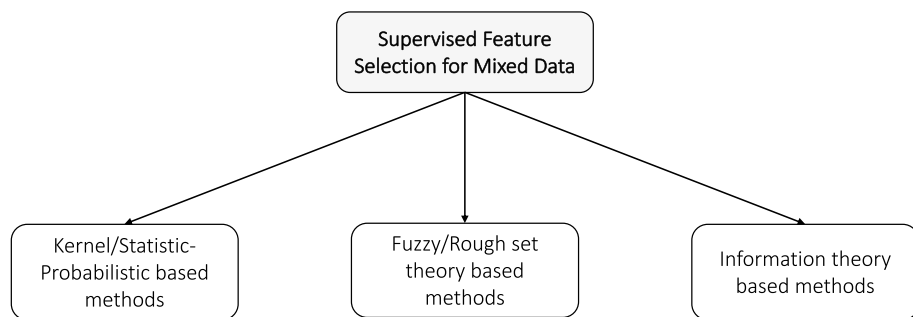 Supervised Feature
Selection for Mixed Data
Kernel/Statistic-
Probabilistic based
methods
Fuzzy/Rough set
theory based
methods
Information theory
based methods